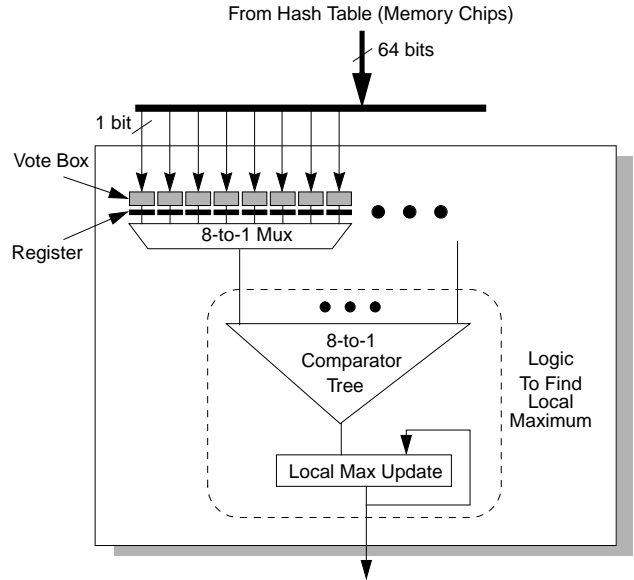 From Hash Table (Memory Chips)
64 bits
1 bit
Vote Box
Register
8-to-1 Mux
8-to-1
Comparator
Tree
Logic
To Find
Local
Maximum
Local Max Update